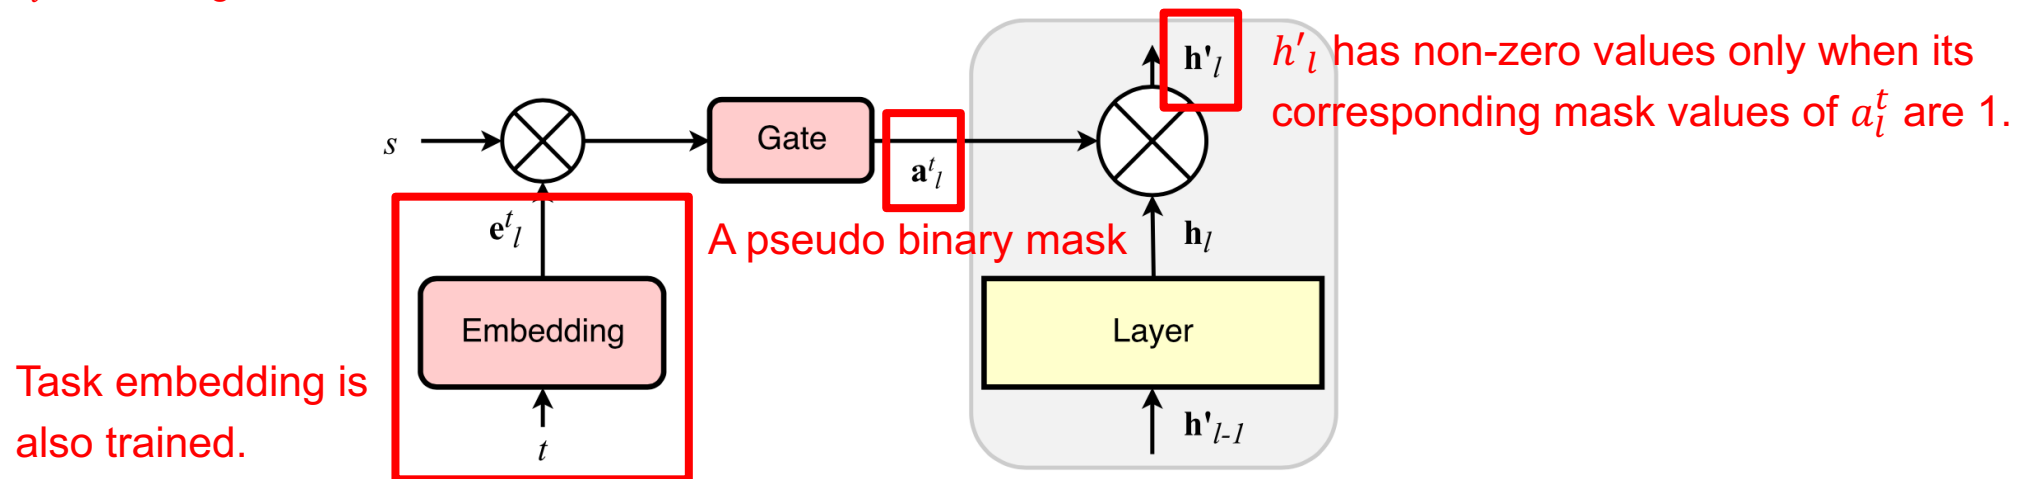 h'l
h′l has non-zero values only when its
corresponding mask values of a^t_l are 1.
s
Gate
a^t_l
e^t_l
A pseudo binary mask
hl
Embedding
Layer
Task embedding is
also trained.
t
h'l-1